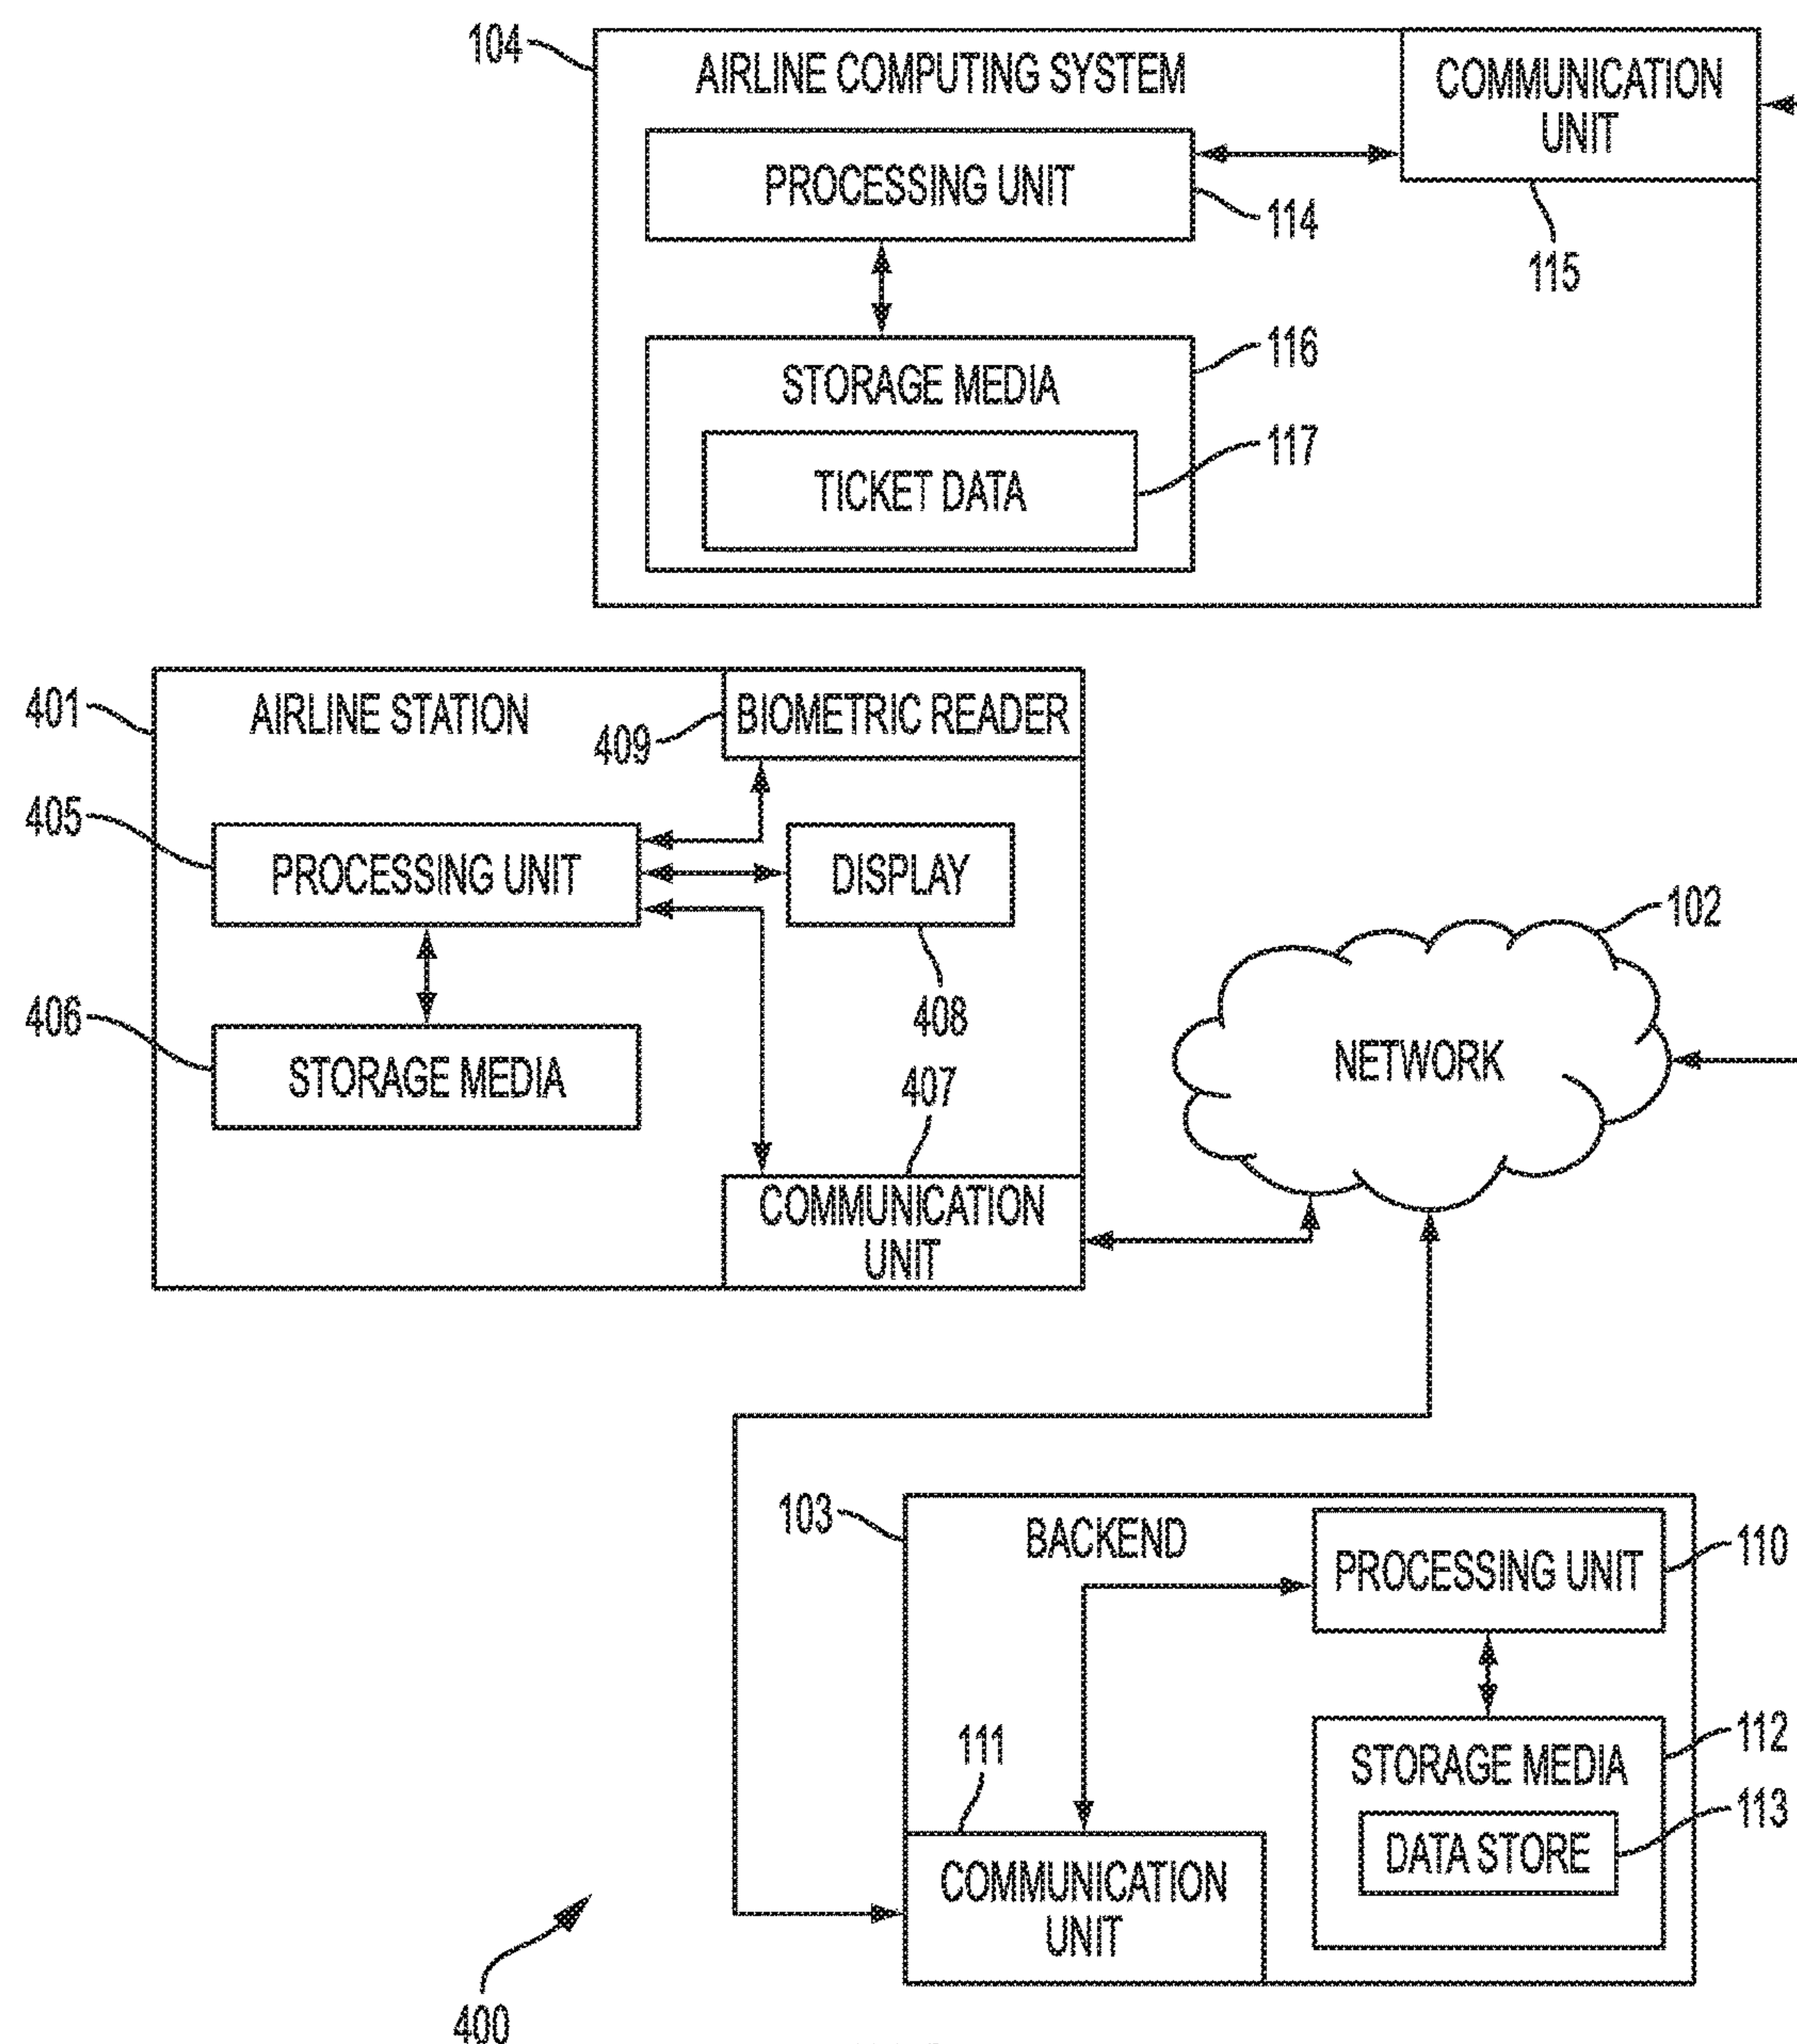 104
AIRLINE COMPUTING SYSTEM
COMMUNICATION
UNIT
PROCESSING UNIT
114
115
116
STORAGE MEDIA
117
TICKET DATA
401
AIRLINE STATION
BIOMETRIC READER
409
405
PROCESSING UNIT
DISPLAY
102
406
408
STORAGE MEDIA
NETWORK
407
COMMUNICATION
UNIT
103
BACKEND
PROCESSING UNIT
110
111
112
STORAGE MEDIA
113
DATA STORE
COMMUNICATION
UNIT
400